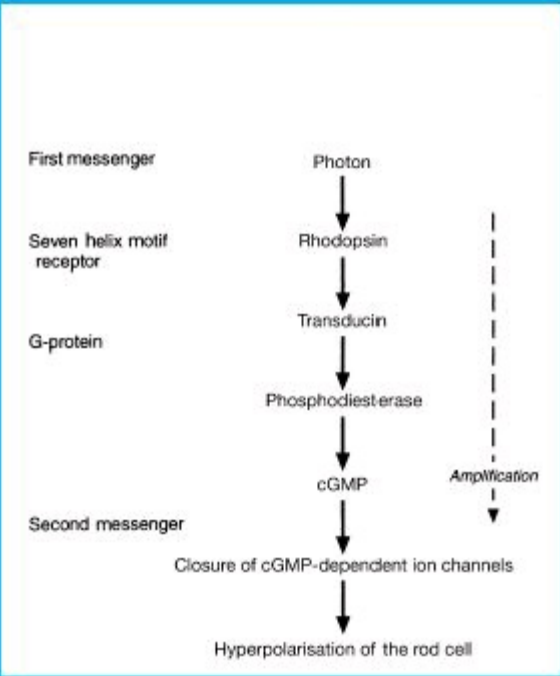 First messenger
Photon
Seven helix motif
receptor
Rhodopsin
Transducin
G-protein
Phosphodiesterase
cGMP
Amplification
Second messenger
Closure of cGMP-dependent ion channels
Hyperpolarisation of the rod cell